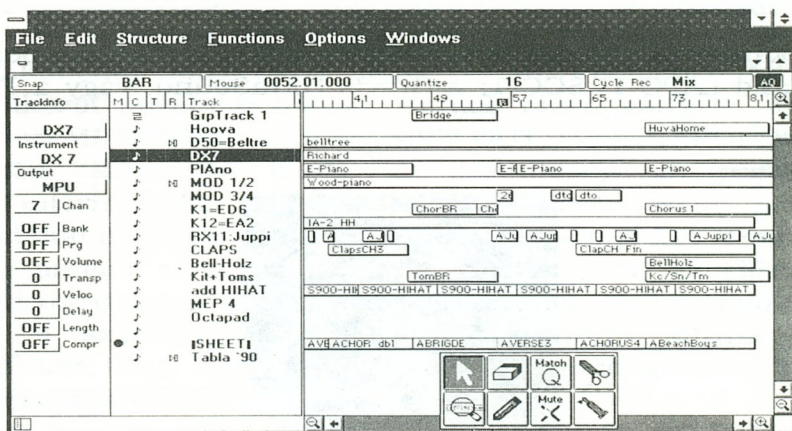 File Edit Structure Functions Options Windows
Snap BAR Mouse 0052.01.000 Quantize 16 Cycle Rec Mix AQ
TrackInfo M C T R Track 41 49 57 65 73 81
GrpTrack 1 Bridge
DX7 Hoova HuvaHome
Instrument D50=Beltre belltree
DX 7 DX7 Richard
Output PIAno E-Piano E-Piano E-Piano
MPU MOD 1/2 Wood-piano
MOD 3/4 dto dto
7 Chan K1=ED6 ChorBR Chorus1
K12=EA2 1A-2 HH
OFF Bank RX11:Juppi A.Juppi
OFF Prg CLAPS ClapsCH3 ClapCH Fin
OFF Volume Bell-Holz BellHolz
0 Transp Kit+Toms TomBR Kc/Sn/Tm
0 Veloc add HIHAT S900-HIHAT S900-HIHAT S900-HIHAT S900-HIHAT S900-HIHAT
0 Delay MEP 4
OFF Length Octapad
OFF Compr SHEET ACHOR dbl ABRIGDE AVERSE3 ACHORUS4 ABeachBoys
Tabla `90
Match Q
Mute